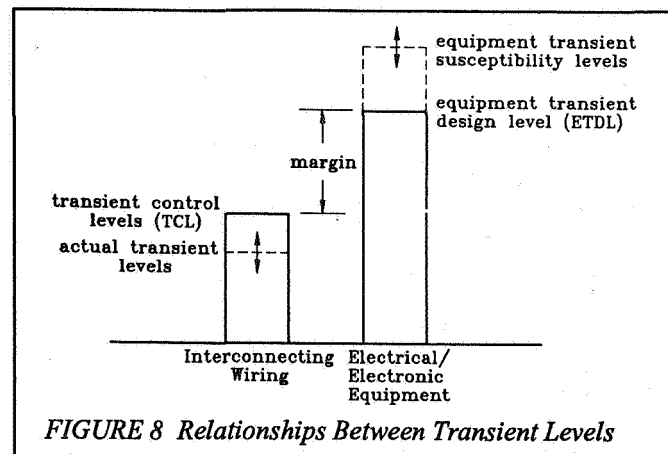 equipment transient
susceptibility levels
equipment transient
design level (ETDL)
margin
transient control
levels (TCL)
actual transient
levels
Interconnecting
Wiring
Electrical/
Electronic
Equipment
FIGURE 8 Relationships Between Transient Levels